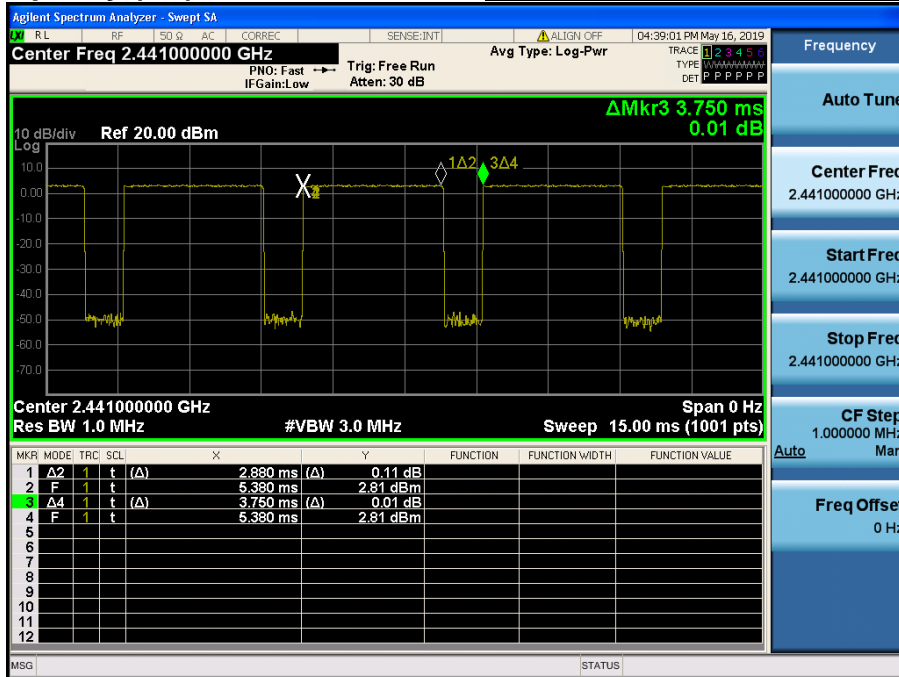 Agilent Spectrum Analyzer - Swept SA
LXI RL RF 50 Ω AC CORREC SENSE:INT ALIGN OFF 04:39:01 PM May 16, 2019
Center Freq 2.441000000 GHz
PNO: Fast
IFGain:Low
Trig: Free Run
Atten: 30 dB
Avg Type: Log-Pwr
TRACE 1 2 3 4 5 6
TYPE W
DET P P P P P P
ΔMkr3 3.750 ms
0.01 dB
10 dB/div Ref 20.00 dBm
Log
10.0
0.00
-10.0
-20.0
-30.0
-40.0
-50.0
-60.0
-70.0
1Δ2 3Δ4
X
Center 2.441000000 GHz Span 0 Hz
Res BW 1.0 MHz #VBW 3.0 MHz Sweep 15.00 ms (1001 pts)
MKR MODE TRC SCL X Y FUNCTION FUNCTION WIDTH FUNCTION VALUE
1 Δ2 1 t (Δ) 2.880 ms (Δ) 0.11 dB
2 F 1 t 5.380 ms 2.81 dBm
3 Δ4 1 t (Δ) 3.750 ms (Δ) 0.01 dB
4 F 1 t 5.380 ms 2.81 dBm
5
6
7
8
9
10
11
12
MSG STATUS
Frequency
Auto Tune
Center Freq
2.441000000 GHz
Start Freq
2.441000000 GHz
Stop Freq
2.441000000 GHz
CF Step
1.000000 MHz
Auto Man
Freq Offset
0 Hz